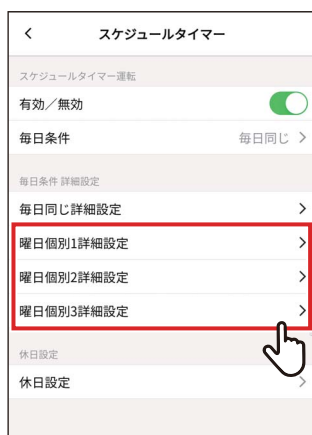 スケジュールタイマー
スケジュールタイマー運転
有効／無効
毎日条件 毎日同じ
毎日条件 詳細設定
毎日同じ詳細設定
曜日個別1詳細設定
曜日個別2詳細設定
曜日個別3詳細設定
休日設定
休日設定